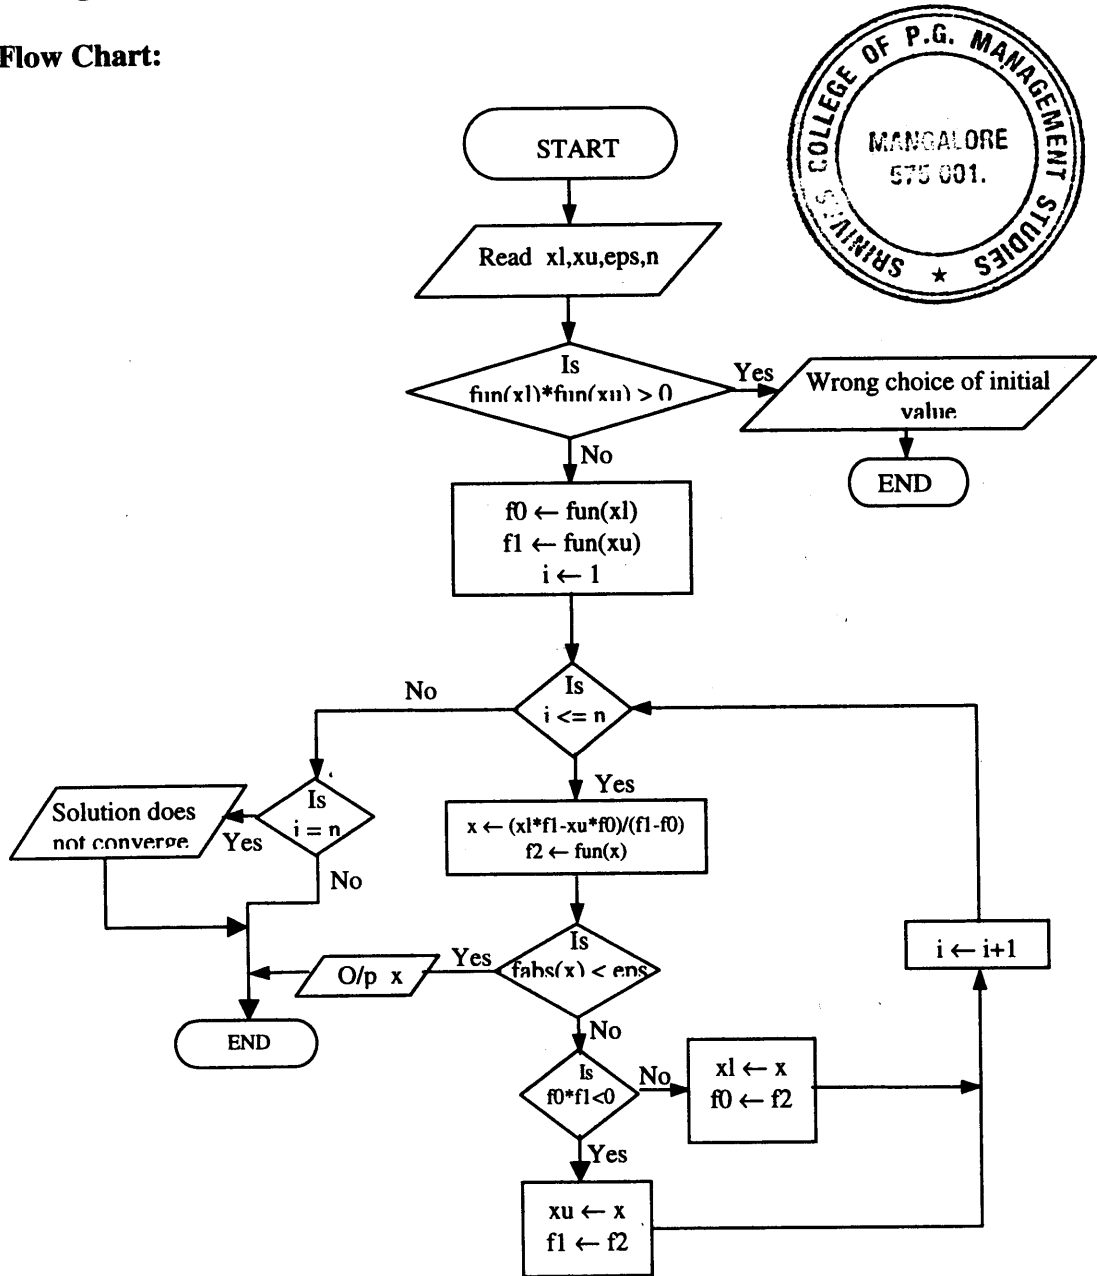 Flow Chart:
SRINIVAS COLLEGE OF P.G. MANAGEMENT STUDIES ★
MANGALORE
575 001.
START
Read xl,xu,eps,n
Is
fun(xl)*fun(xu) > 0
Yes
Wrong choice of initial
value
END
No
f0 ← fun(xl)
f1 ← fun(xu)
i ← 1
Is
i <= n
No
Yes
Is
i = n
Yes
Solution does
not converge
No
x ← (xl*f1-xu*f0)/(f1-f0)
f2 ← fun(x)
Is
fabs(x) < eps
Yes
O/p x
END
No
Is
f0*f1<0
No
xl ← x
f0 ← f2
i ← i+1
Yes
xu ← x
f1 ← f2